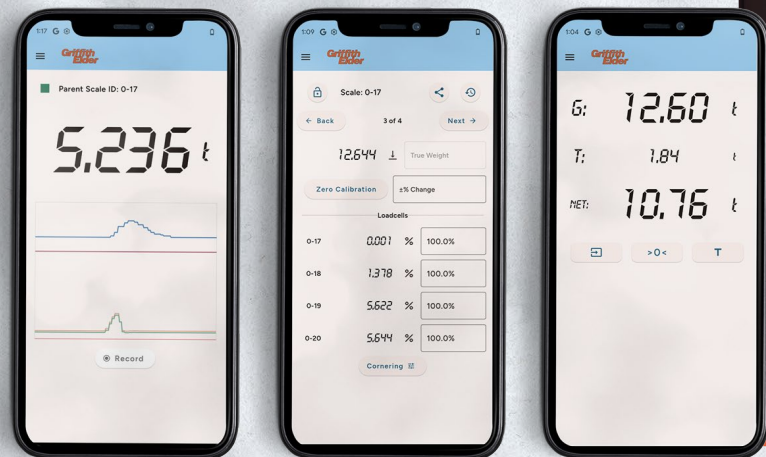 1:17 G
Griffith
Elder
Parent Scale ID: 0-17
5.236 t
Record
1:09 G
Griffith
Elder
Scale: 0-17
← Back 3 of 4 Next →
12.644 True Weight
Zero Calibration ±% Change
Loadcells
0-17 0.001 % 100.0%
0-18 1.378 % 100.0%
0-19 5.622 % 100.0%
0-20 5.644 % 100.0%
Cornering
1:04 G
Griffith
Elder
G: 12.60 t
T: 1.84 t
NET: 10.76 t
>0< T